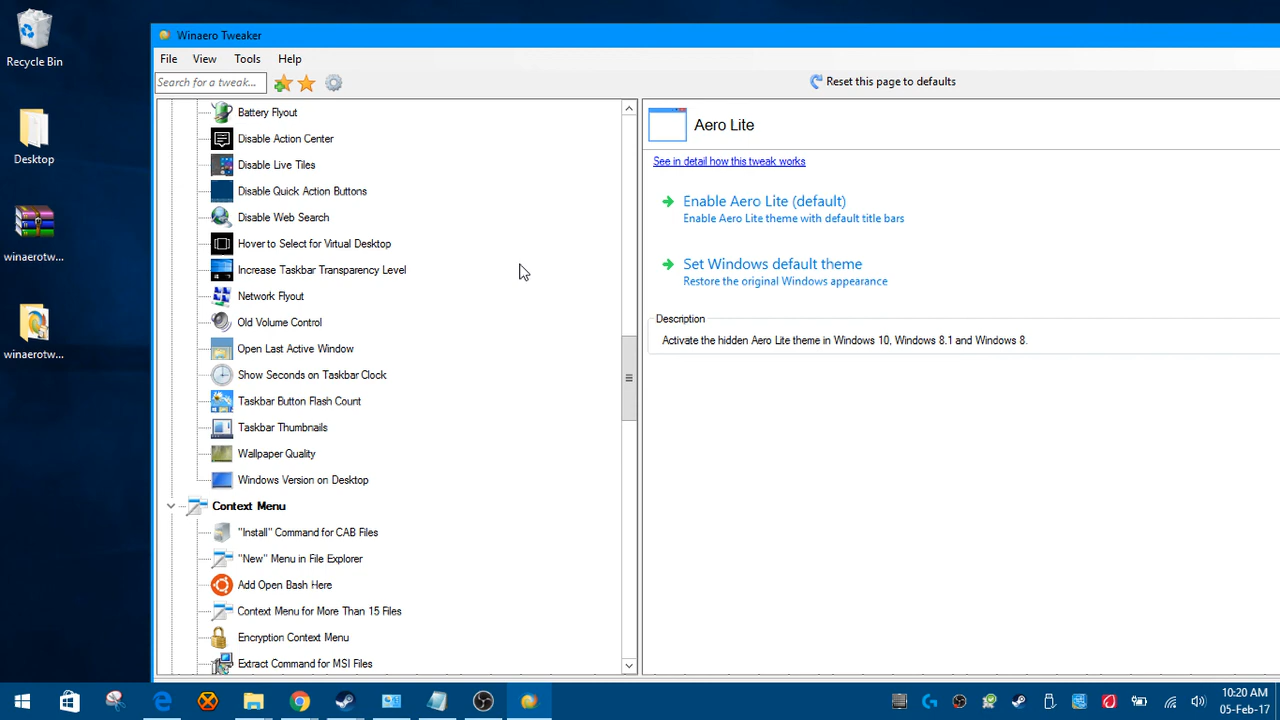 Recycle Bin
Desktop
winaerotw...
winaerotw...
Winaero Tweaker
File View Tools Help
Search for a tweak...
Reset this page to defaults
Battery Flyout
Disable Action Center
Disable Live Tiles
Disable Quick Action Buttons
Disable Web Search
Hover to Select for Virtual Desktop
Increase Taskbar Transparency Level
Network Flyout
Old Volume Control
Open Last Active Window
Show Seconds on Taskbar Clock
Taskbar Button Flash Count
Taskbar Thumbnails
Wallpaper Quality
Windows Version on Desktop
Context Menu
"Install" Command for CAB Files
"New" Menu in File Explorer
Add Open Bash Here
Context Menu for More Than 15 Files
Encryption Context Menu
Extract Command for MSI Files
Aero Lite
See in detail how this tweak works
Enable Aero Lite (default)
Enable Aero Lite theme with default title bars
Set Windows default theme
Restore the original Windows appearance
Description
Activate the hidden Aero Lite theme in Windows 10, Windows 8.1 and Windows 8.
10:20 AM
05-Feb-17